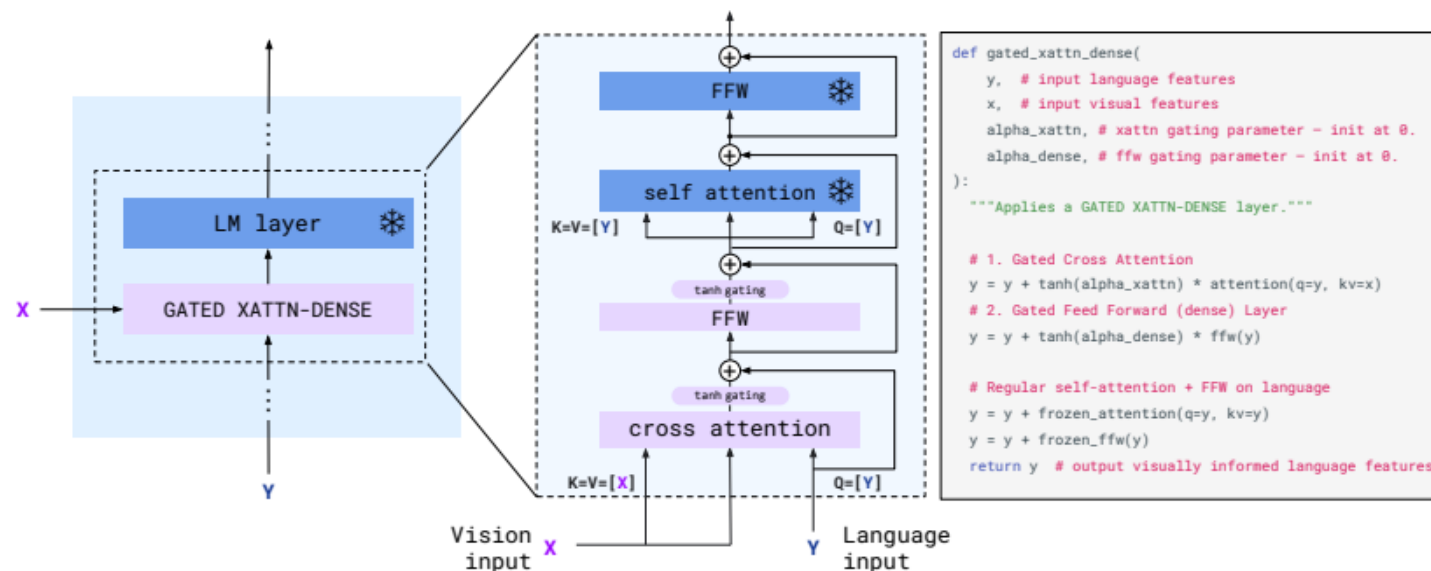 LM layer
X
GATED XATTN-DENSE
⋮
⋮
Y
FFW
self attention
K=V=[Y]
Q=[Y]
tanh gating
FFW
tanh gating
cross attention
K=V=[X]
Q=[Y]
Vision
input
X
Y
Language
input
def gated_xattn_dense(
y,  # input language features
x,  # input visual features
alpha_xattn, # xattn gating parameter – init at 0.
alpha_dense, # ffw gating parameter – init at 0.
):
"""Applies a GATED XATTN-DENSE layer."""
# 1. Gated Cross Attention
y = y + tanh(alpha_xattn) * attention(q=y, kv=x)
# 2. Gated Feed Forward (dense) Layer
y = y + tanh(alpha_dense) * ffw(y)
# Regular self-attention + FFW on language
y = y + frozen_attention(q=y, kv=y)
y = y + frozen_ffw(y)
return y  # output visually informed language features